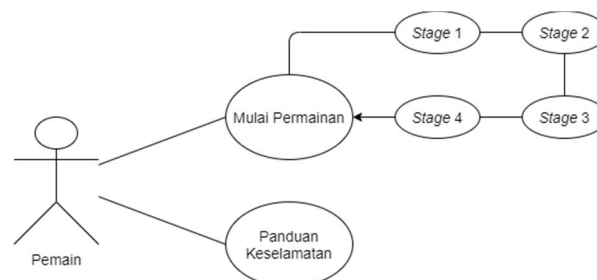 Stage 1
Stage 2
Mulai Permainan
Stage 4
Stage 3
Panduan
Keselamatan
Pemain